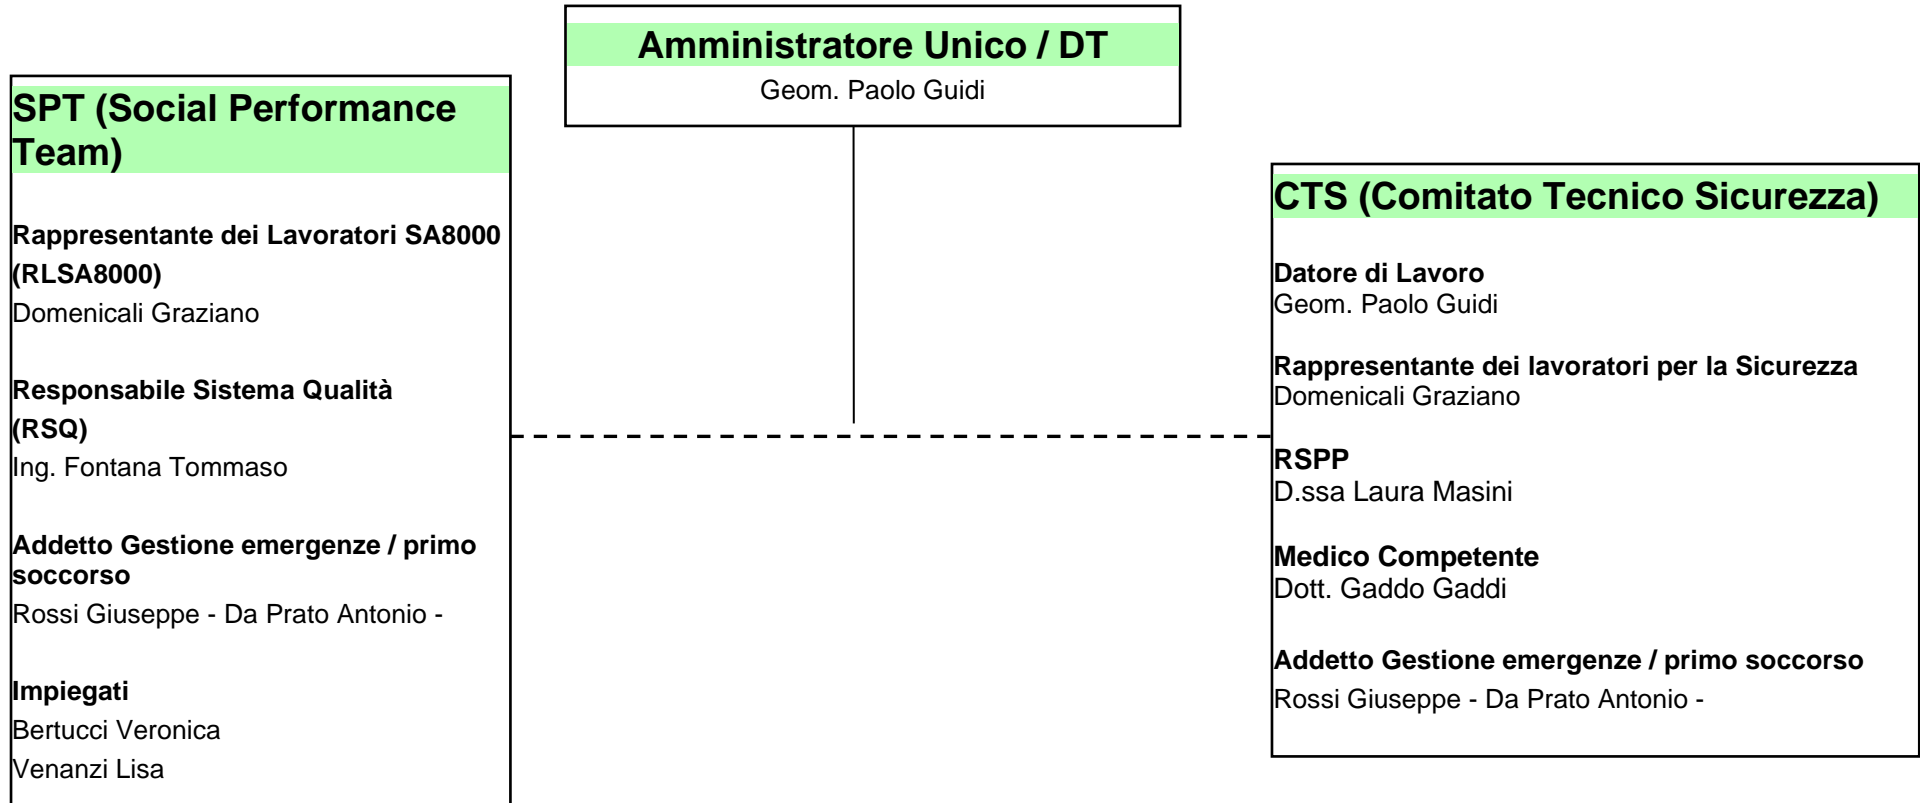 Amministratore Unico / DT
Geom. Paolo Guidi
SPT (Social Performance
Team)
Rappresentante dei Lavoratori SA8000
(RLSA8000)
Domenicali Graziano
Responsabile Sistema Qualità
(RSQ)
Ing. Fontana Tommaso
Addetto Gestione emergenze / primo
soccorso
Rossi Giuseppe - Da Prato Antonio -
Impiegati
Bertucci Veronica
Venanzi Lisa
CTS (Comitato Tecnico Sicurezza)
Datore di Lavoro
Geom. Paolo Guidi
Rappresentante dei lavoratori per la Sicurezza
Domenicali Graziano
RSPP
D.ssa Laura Masini
Medico Competente
Dott. Gaddo Gaddi
Addetto Gestione emergenze / primo soccorso
Rossi Giuseppe - Da Prato Antonio -